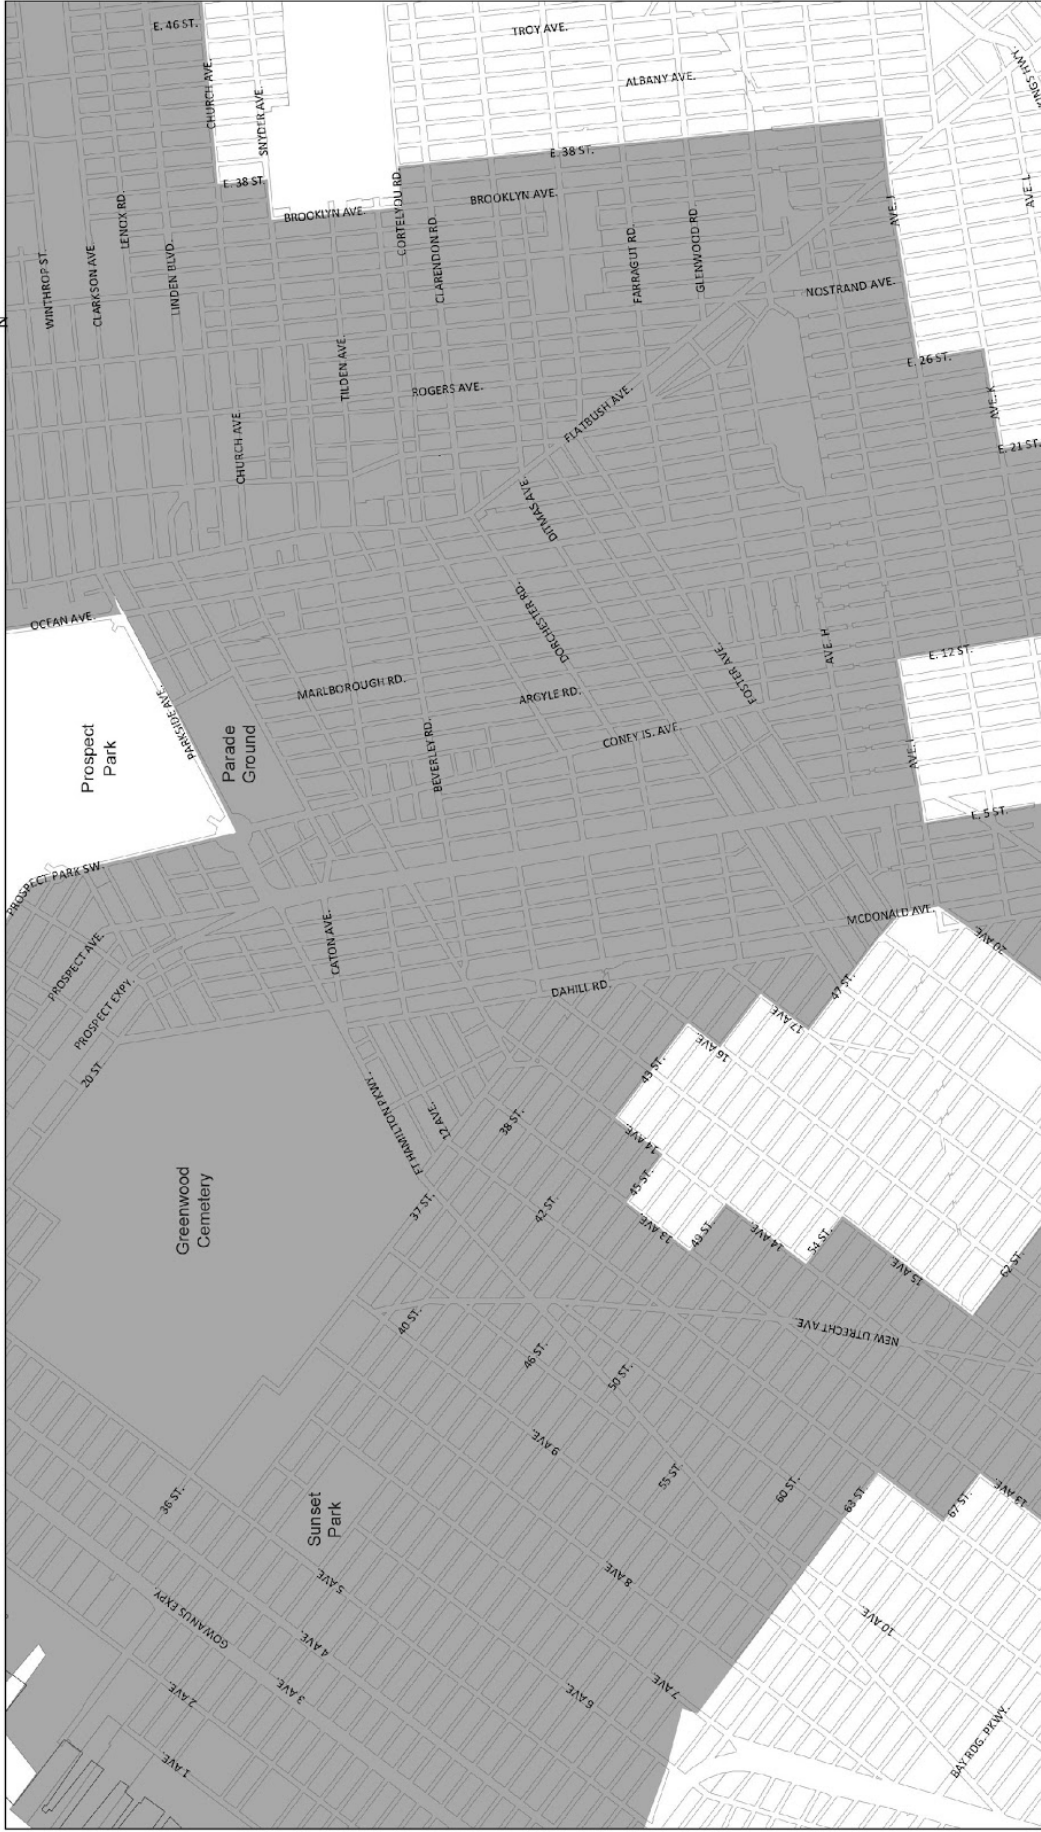 E. 46 ST.
TROY AVE.
CHURCH AVE.
ALBANY AVE.
SNYDER AVE.
E. 38 ST.
E. 38 ST.
BROOKLYN AVE.
BROOKLYN AVE.
LENOX RD.
CORTELYOU RD.
AVE. J
AVE. L
WINTHROP ST.
CLARKSON AVE
LINDEN BLVD.
CLARENDON RD.
FARRAGUT RD.
GLENWOOD RD.
NOSTRAND AVE.
TILDEN AVE.
ROGERS AVE.
E. 26 ST.
FLATBUSH AVE.
AVE. K
CHURCH AVE.
E. 21 ST.
DITMAS AVE.
OCEAN AVE.
DORCHESTER RD.
AVE. H
E. 12 ST.
FOSTER AVE.
MARLBOROUGH RD.
ARGYLE RD.
PARKSIDE AVE.
Prospect
Park
Parade
Ground
BEVERLEY RD.
CONEY IS. AVE.
E. 5 ST.
PROSPECT PARK SW.
MCDONALD AVE.
CATON AVE.
PROSPECT AVE.
20 AVE
PROSPECT EXPY.
DAHILL RD.
47 ST.
17 AVE
16 AVE
20 ST.
43 ST.
FT HAMILTON PKWY.
12 AVE.
38 ST.
14 AVE
45 ST.
Greenwood
Cemetery
37 ST.
42 ST.
13 AVE
49 ST.
14 AVE
54 ST.
15 AVE
62 ST.
40 ST.
NEW UTRECHT AVE
46 ST.
50 ST.
9 AVE
55 ST.
60 ST.
63 ST.
67 ST.
13 AVE
36 ST.
Sunset
Park
5 AVE
8 AVE
GOWANUS EXPY.
4 AVE.
10 AVE.
3 AVE.
2 AVE.
6 AVE.
7 AVE
BAY RDG. PKWY.
1 AVE.